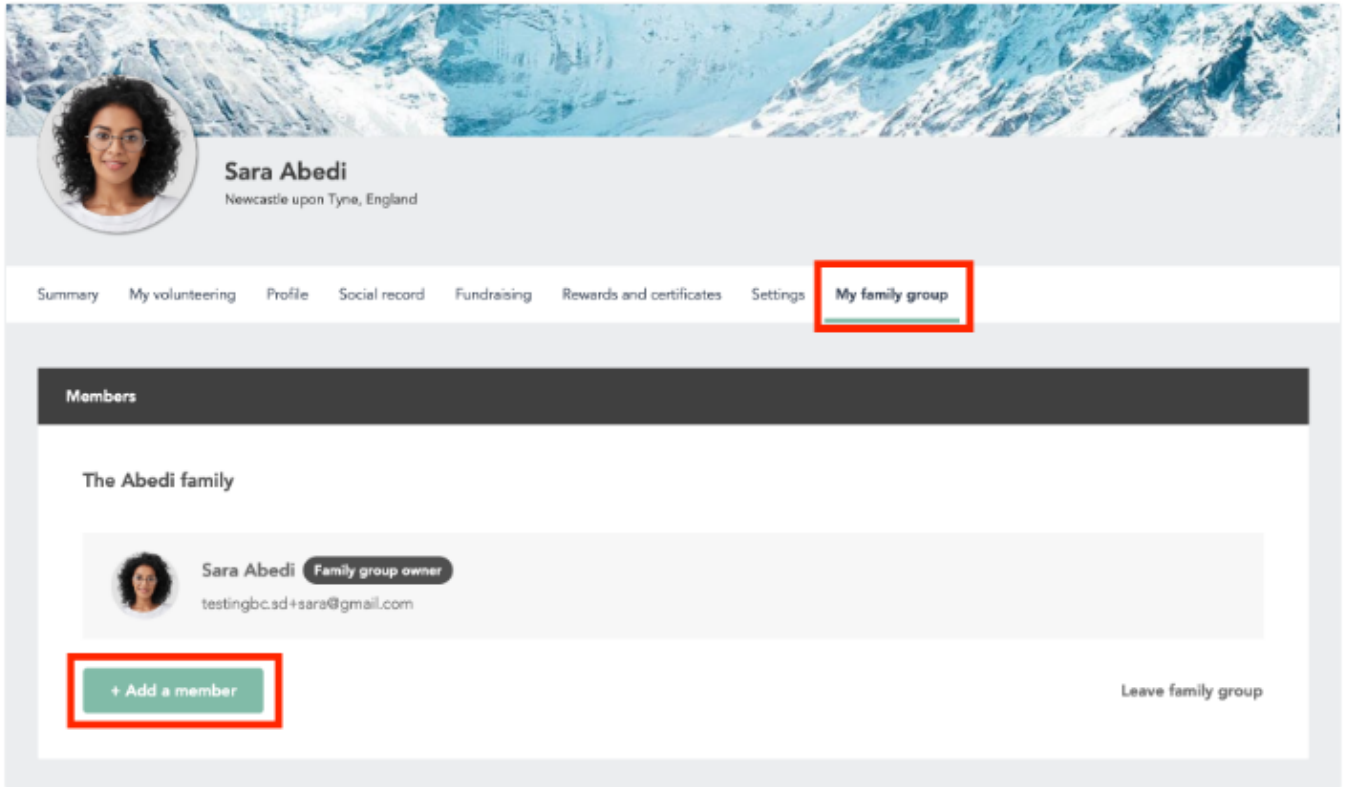 Sara Abedi
Newcastle upon Tyne, England
Summary My volunteering Profile Social record Fundraising Rewards and certificates Settings My family group
Members
The Abedi family
Sara Abedi Family group owner
testingbc.sd+sara@gmail.com
+ Add a member Leave family group